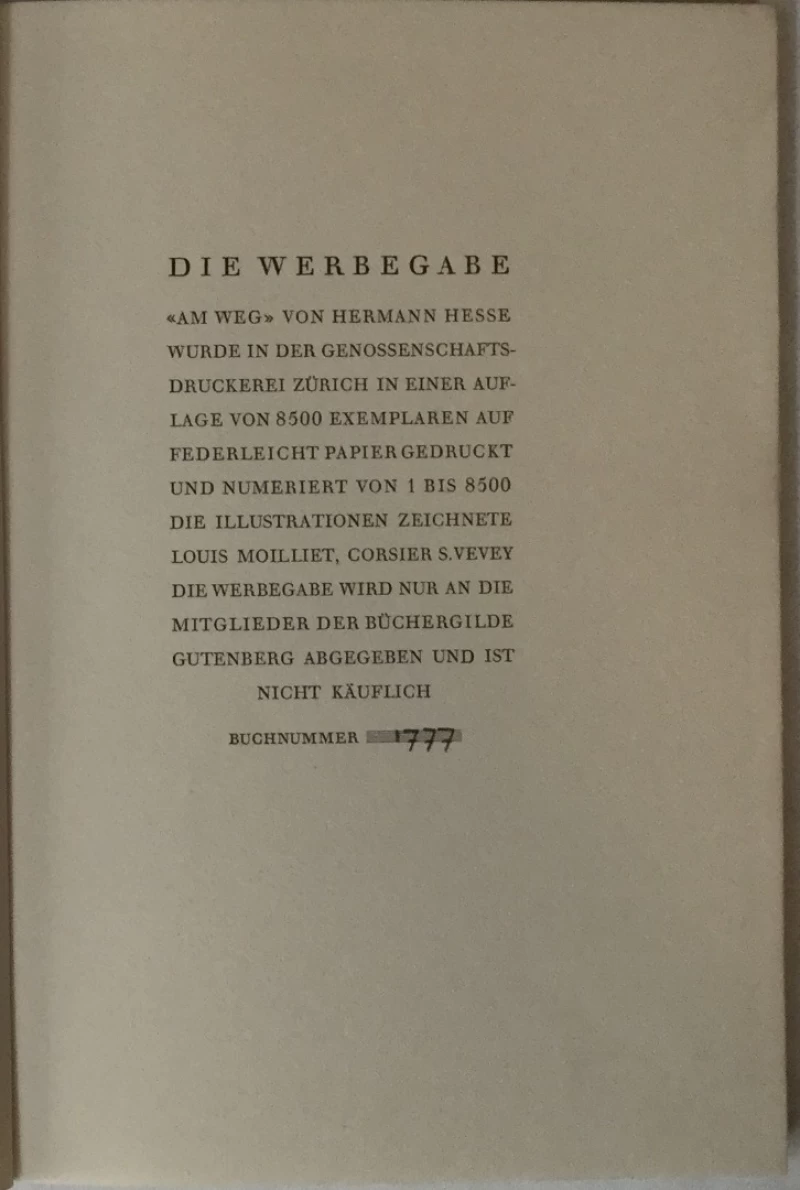 DIE WERBEGABE
«AM WEG» VON HERMANN HESSE
WURDE IN DER GENOSSENSCHAFTS-
DRUCKEREI ZÜRICH IN EINER AUF-
LAGE VON 8500 EXEMPLAREN AUF
FEDERLEICHT PAPIER GEDRUCKT
UND NUMERIERT VON 1 BIS 8500
DIE ILLUSTRATIONEN ZEICHNETE
LOUIS MOILLIET, CORSIER S.VEVEY
DIE WERBEGABE WIRD NUR AN DIE
MITGLIEDER DER BÜCHERGILDE
GUTENBERG ABGEGEBEN UND IST
NICHT KÄUFLICH
BUCHNUMMER 1777